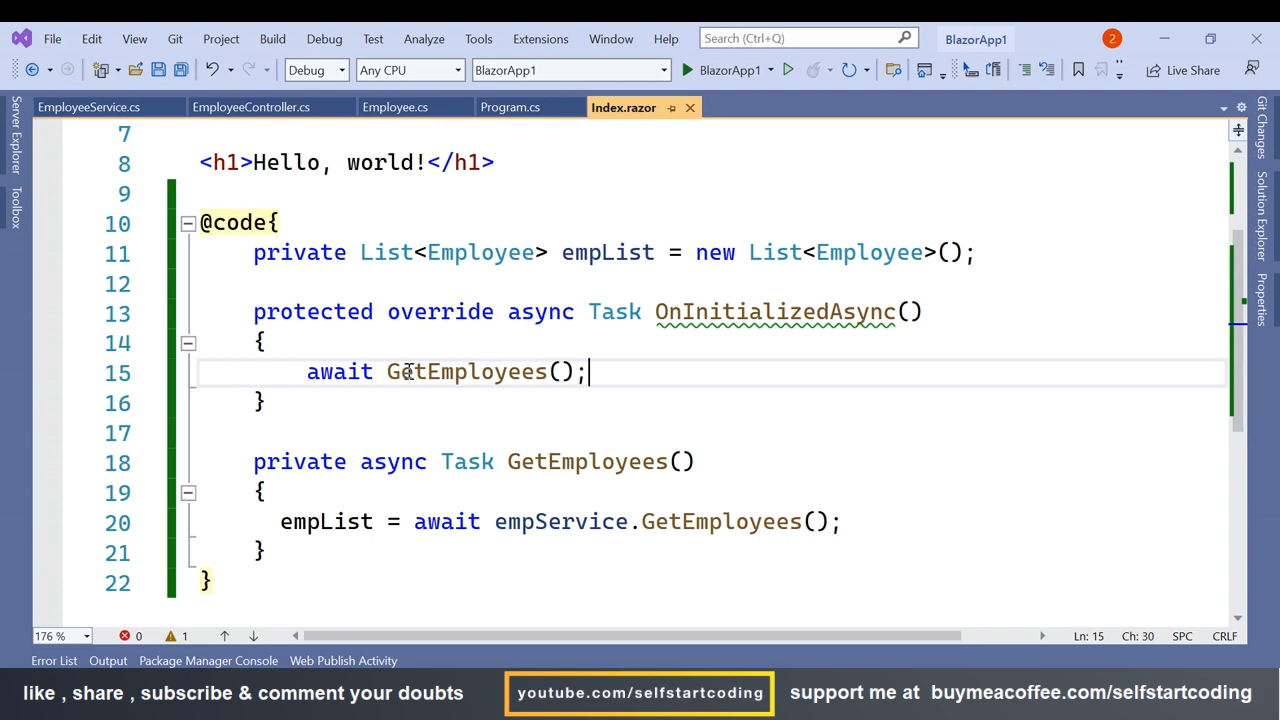 File Edit View Git Project Build Debug Test Analyze Tools Extensions Window Help Search (Ctrl+Q) BlazorApp1 2
Debug Any CPU BlazorApp1 BlazorApp1 Live Share
EmployeeService.cs EmployeeController.cs Employee.cs Program.cs Index.razor
Server Explorer
Toolbox
Git Changes
Solution Explorer
Properties
7
8 <h1>Hello, world!</h1>
9
10 @code{
11 private List<Employee> empList = new List<Employee>();
12
13 protected override async Task OnInitializedAsync()
14 {
15 await GetEmployees();
16 }
17
18 private async Task GetEmployees()
19 {
20 empList = await empService.GetEmployees();
21 }
22 }
176 % 0 1 Ln: 15 Ch: 30 SPC CRLF
Error List Output Package Manager Console Web Publish Activity
like , share , subscribe & comment your doubts youtube.com/selfstartcoding support me at buymeacoffee.com/selfstartcoding